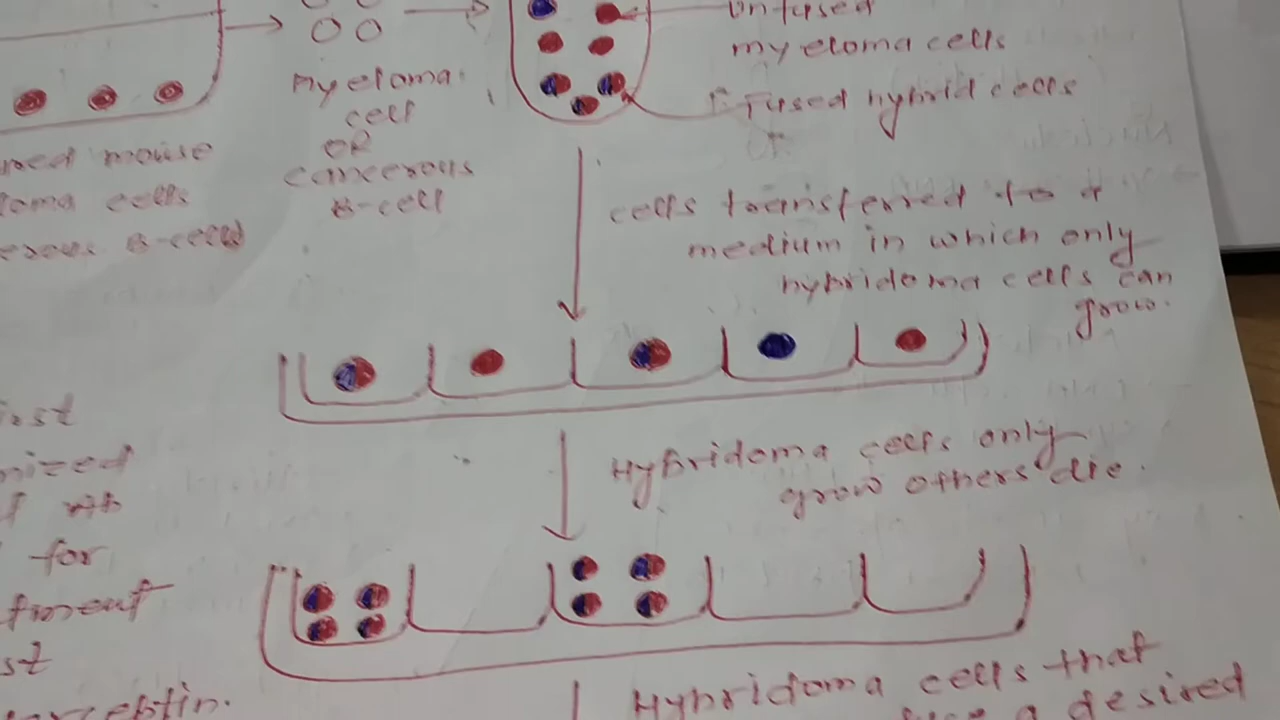 unfused
myeloma cells
Fused hybrid cells
Myeloma
cell
OR
cancerous
B-cell
mouse
cells
B-cell
cells transferred to a
medium in which only
hybridoma cells can
grow.
Hybridoma cells only
grow others die.
for
Hybridoma cells that
a desired